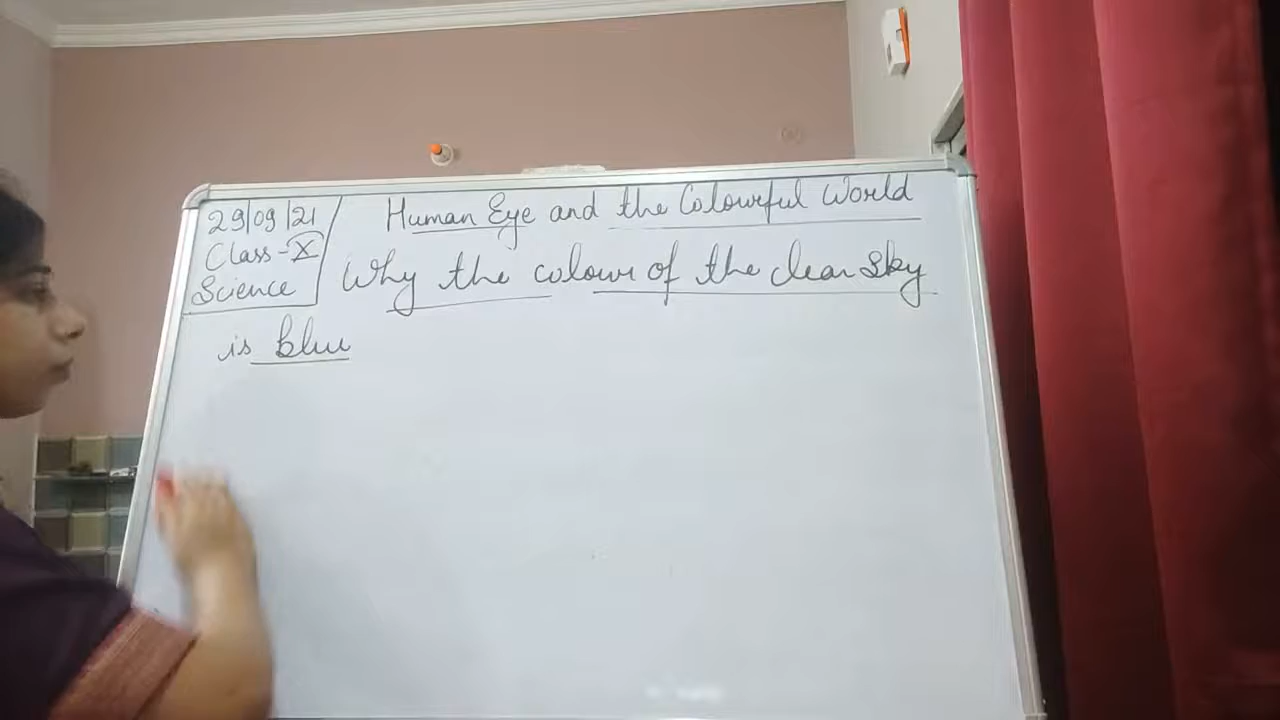 29/09/21
Class-X
Science
Human Eye and the Colourful World
Why the colour of the clear sky
is blue